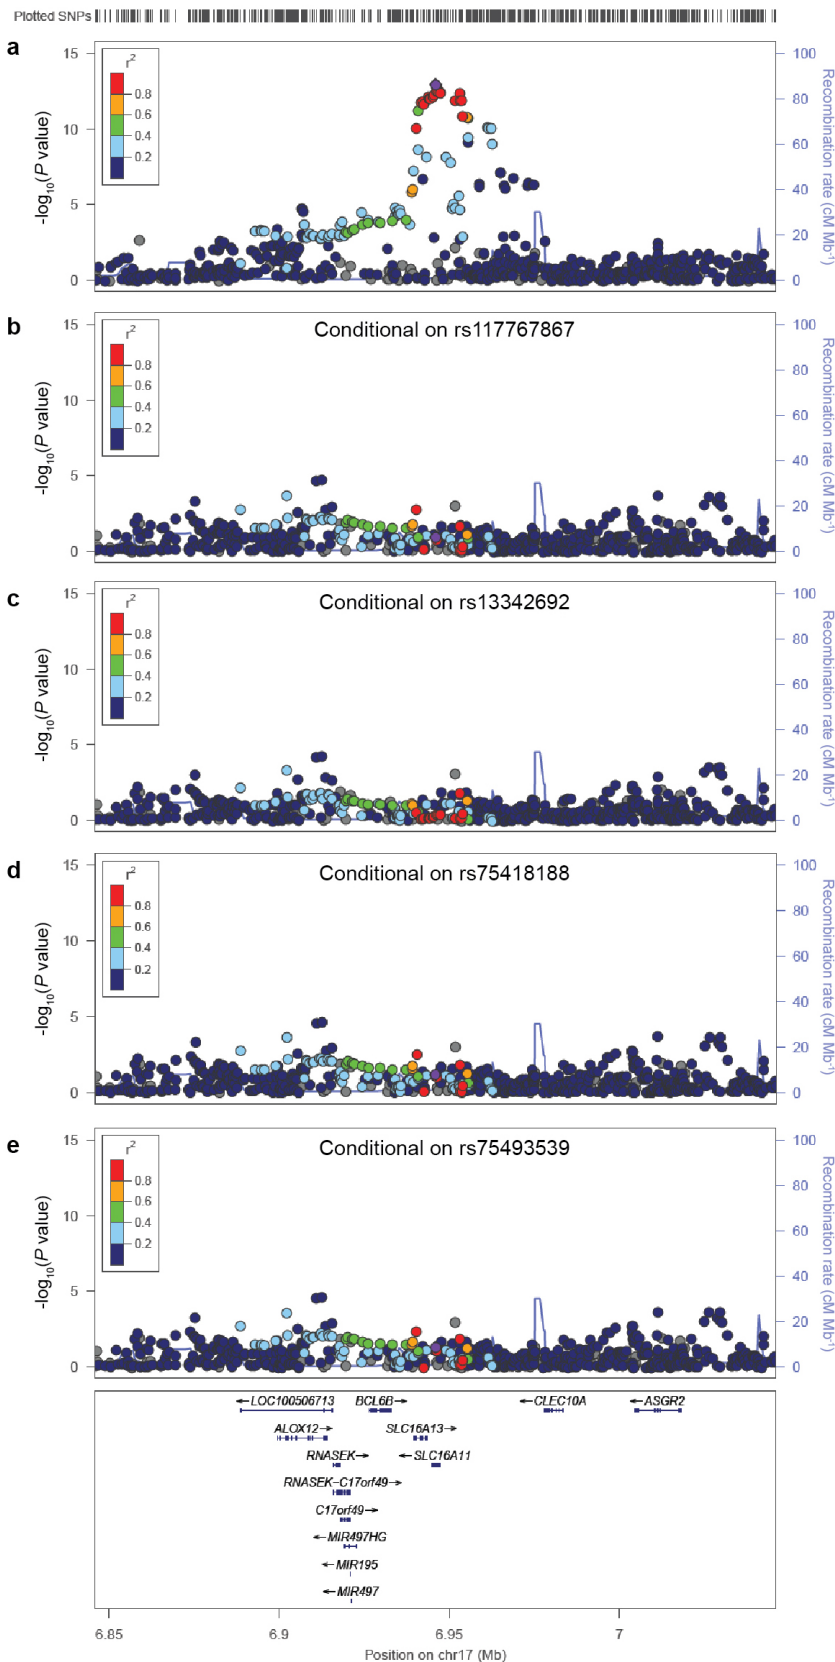 Plotted SNPs
a
15
10
5
0
-log10(P value)
r2
0.8
0.6
0.4
0.2
100
80
60
40
20
0
Recombination rate (cM Mb-1)
b
Conditional on rs117767867
15
10
5
0
-log10(P value)
r2
0.8
0.6
0.4
0.2
100
80
60
40
20
0
Recombination rate (cM Mb-1)
c
Conditional on rs13342692
15
10
5
0
-log10(P value)
r2
0.8
0.6
0.4
0.2
100
80
60
40
20
0
Recombination rate (cM Mb-1)
d
Conditional on rs75418188
15
10
5
0
-log10(P value)
r2
0.8
0.6
0.4
0.2
100
80
60
40
20
0
Recombination rate (cM Mb-1)
e
Conditional on rs75493539
15
10
5
0
-log10(P value)
r2
0.8
0.6
0.4
0.2
100
80
60
40
20
0
Recombination rate (cM Mb-1)
←LOC100506713 BCL6B→ ←CLEC10A ←ASGR2
ALOX12→ SLC16A13→
RNASEK→ ←SLC16A11
RNASEK-C17orf49→
C17orf49→
←MIR497HG
←MIR195
←MIR497
6.85 6.9 6.95 7
Position on chr17 (Mb)